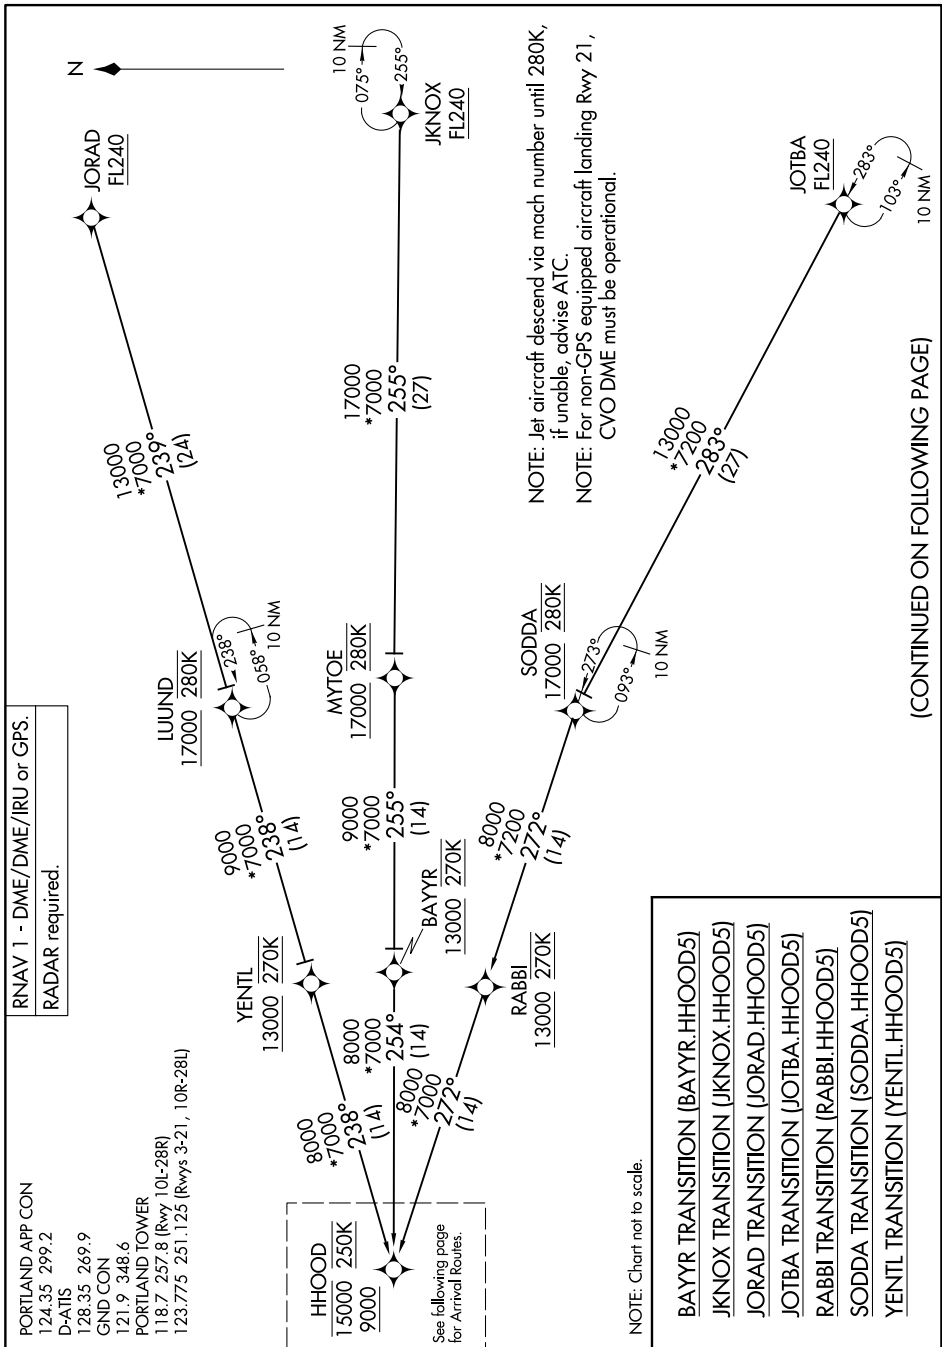 RNAV 1 - DME/DME/IRU or GPS.
RADAR required.
PORTLAND APP CON
124.35 299.2
D-ATIS
128.35 269.9
GND CON
121.9 348.6
PORTLAND TOWER
118.7 257.8 (Rwy 10L-28R)
123.775 251.125 (Rwys 3-21, 10R-28L)
N
JORAD
FL240
13000
*7000
239°
(24)
LUUND
17000 280K
238°
058°
10 NM
9000
*7000
238°
(14)
YENTL
13000 270K
8000
*7000
238°
(14)
JKNOX
FL240
10 NM
075°
255°
17000
*7000
255°
(27)
MYTOE
17000 280K
9000
*7000
255°
(14)
BAYYR
13000 270K
8000
*7000
254°
(14)
HHOOD
15000 250K
9000
See following page
for Arrival Routes.
JOTBA
FL240
283°
103°
10 NM
13000
*7200
283°
(27)
SODDA
17000 280K
273°
093°
10 NM
8000
*7200
272°
(14)
RABBI
13000 270K
8000
*7000
272°
(14)
NOTE: Jet aircraft descend via mach number until 280K,
if unable, advise ATC.
NOTE: For non-GPS equipped aircraft landing Rwy 21,
CVO DME must be operational.
NOTE: Chart not to scale.
BAYYR TRANSITION (BAYYR.HHOOD5)
JKNOX TRANSITION (JKNOX.HHOOD5)
JORAD TRANSITION (JORAD.HHOOD5)
JOTBA TRANSITION (JOTBA.HHOOD5)
RABBI TRANSITION (RABBI.HHOOD5)
SODDA TRANSITION (SODDA.HHOOD5)
YENTL TRANSITION (YENTL.HHOOD5)
(CONTINUED ON FOLLOWING PAGE)